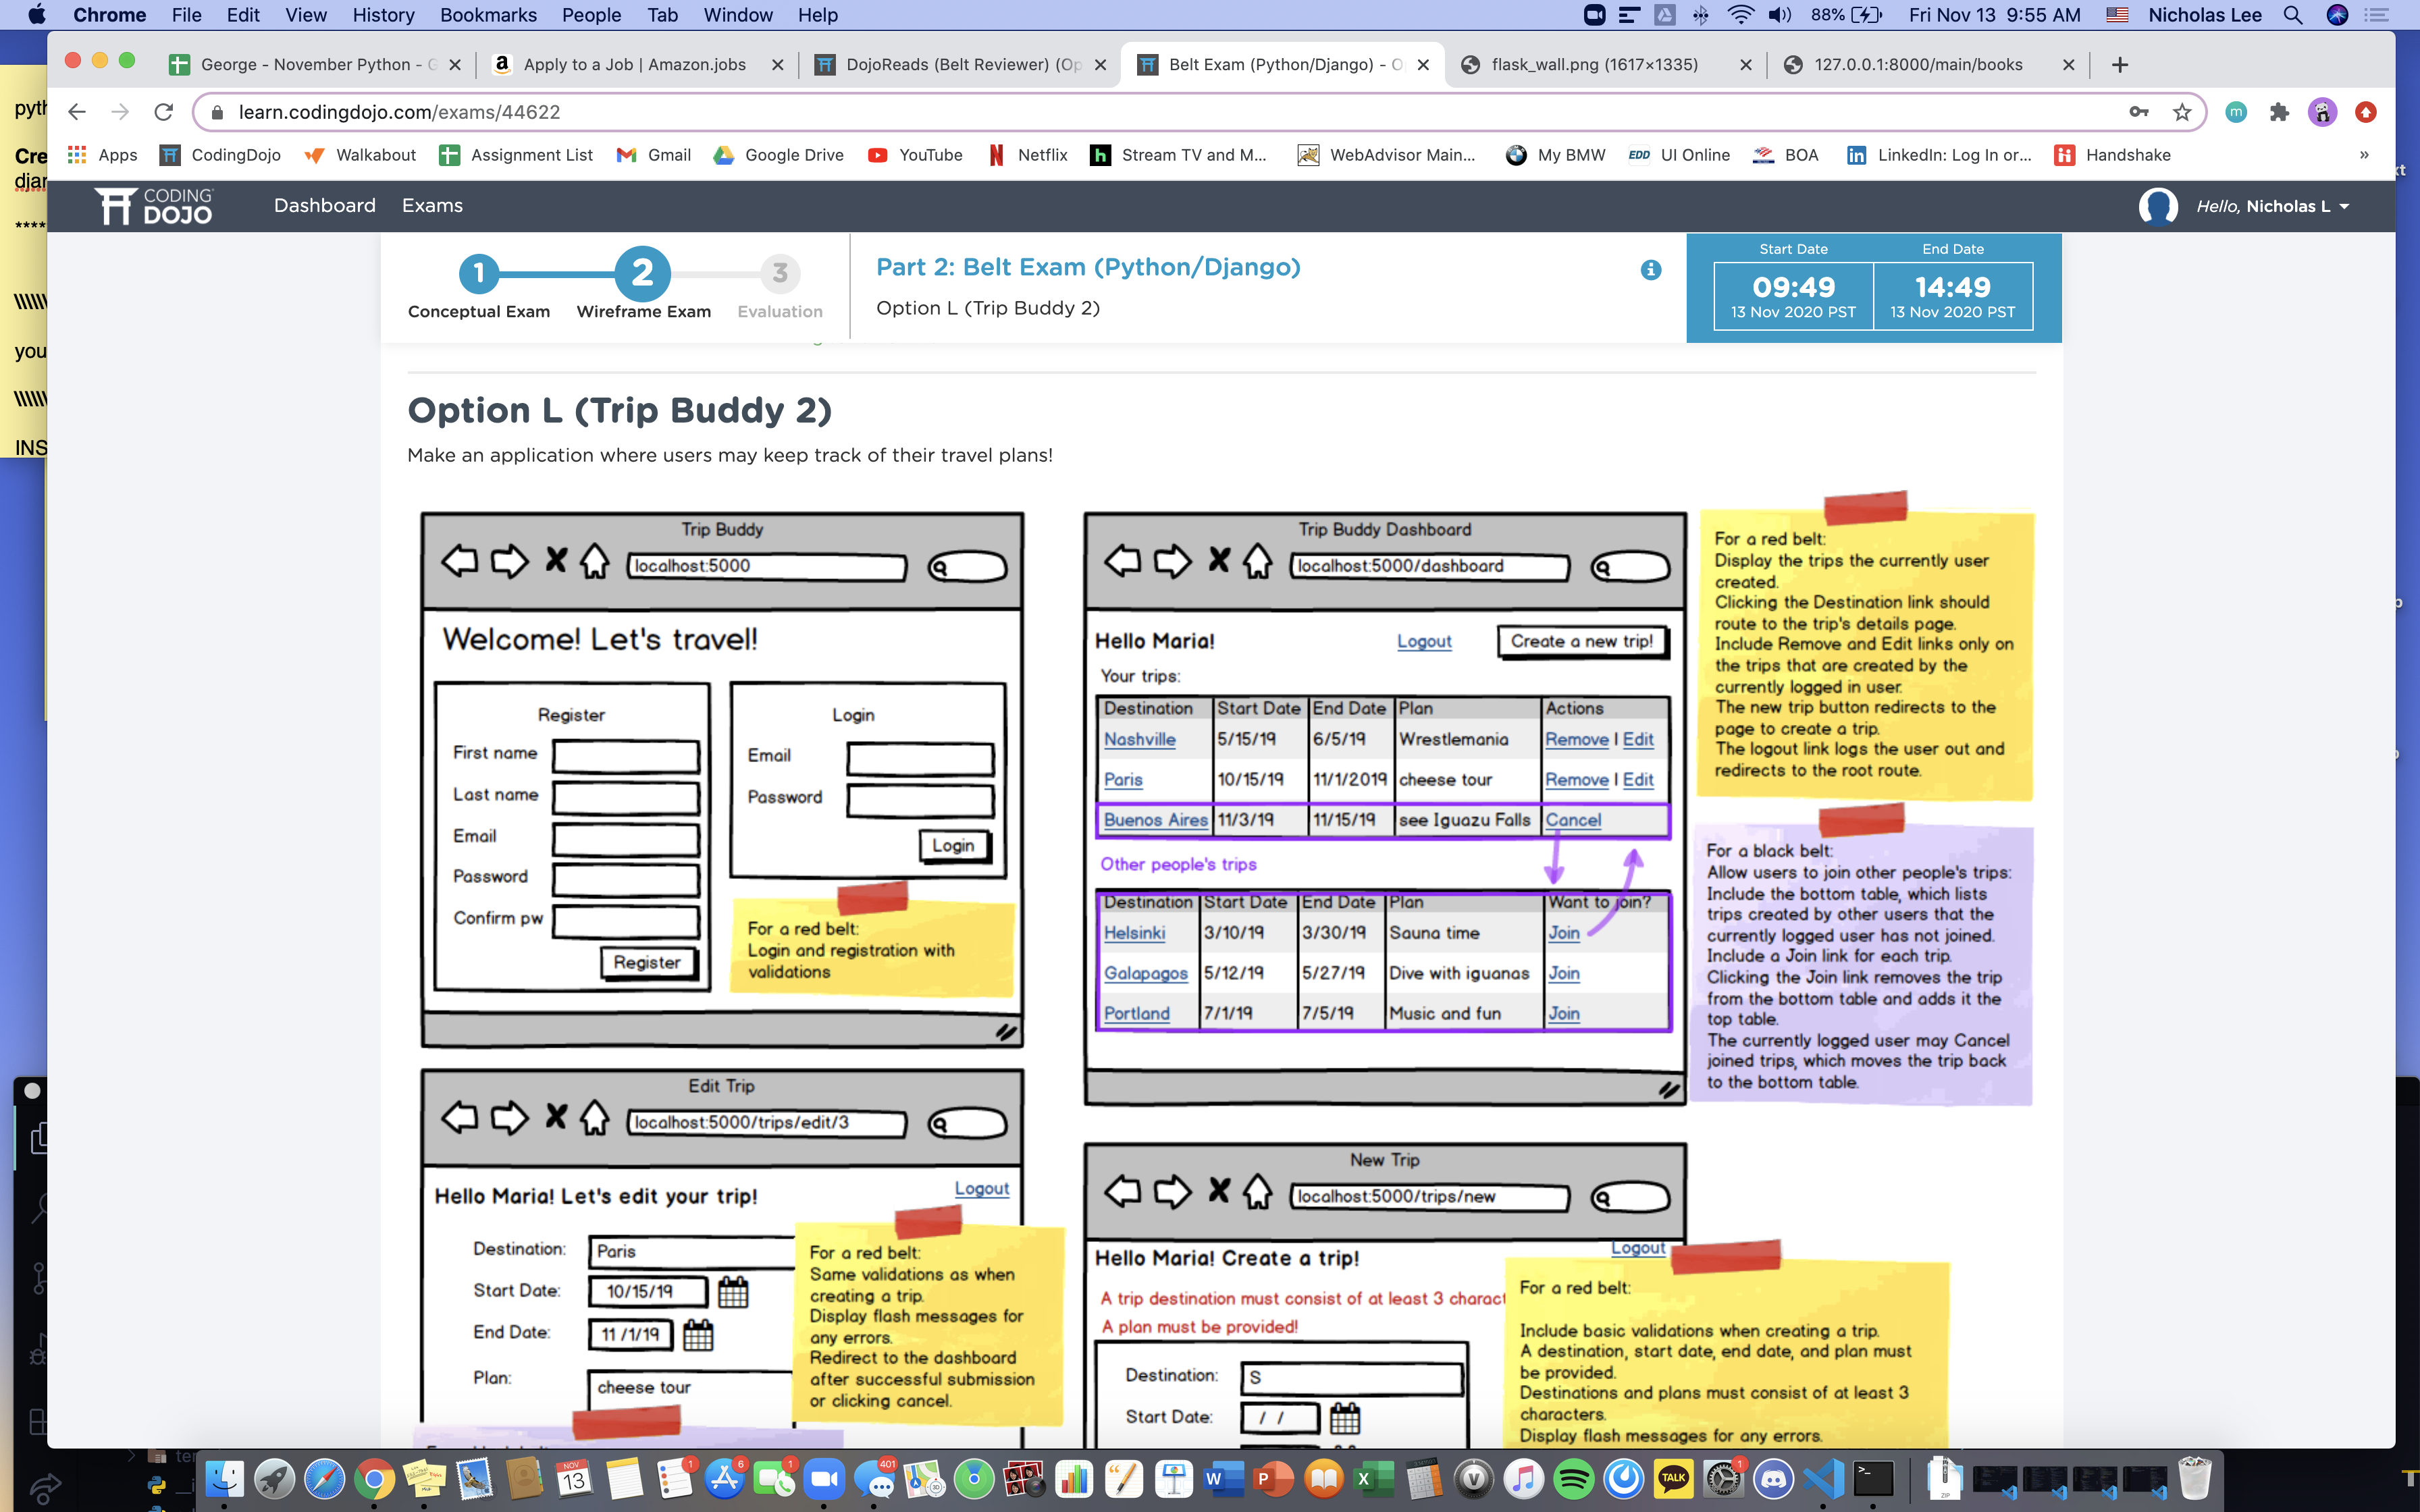 Chrome File Edit View History Bookmarks People Tab Window Help 88% Fri Nov 13 9:55 AM Nicholas Lee
George - November Python - G
Apply to a Job | Amazon.jobs
DojoReads (Belt Reviewer) (Op
Belt Exam (Python/Django) - O
flask_wall.png (1617×1335)
127.0.0.1:8000/main/books
learn.codingdojo.com/exams/44622
Apps CodingDojo Walkabout Assignment List Gmail Google Drive YouTube Netflix Stream TV and M... WebAdvisor Main... My BMW EDD UI Online BOA LinkedIn: Log In or... Handshake »
CODING DOJO Dashboard Exams Hello, Nicholas L
pyth
Cre
djan
****
\\\\\\
you
\\\\\\
INS
1 2 3
Conceptual Exam Wireframe Exam Evaluation
Part 2: Belt Exam (Python/Django)
Option L (Trip Buddy 2)
Start Date End Date
09:49 14:49
13 Nov 2020 PST 13 Nov 2020 PST
Option L (Trip Buddy 2)
Make an application where users may keep track of their travel plans!
Trip Buddy
localhost:5000
Welcome! Let's travel!
Register
First name
Last name
Email
Password
Confirm pw
Register
Login
Email
Password
Login
For a red belt:
Login and registration with
validations
Trip Buddy Dashboard
localhost:5000/dashboard
Hello Maria! Logout Create a new trip!
Your trips:
Destination Start Date End Date Plan Actions
Nashville 5/15/19 6/5/19 Wrestlemania Remove | Edit
Paris 10/15/19 11/1/2019 cheese tour Remove | Edit
Buenos Aires 11/3/19 11/15/19 see Iguazu Falls Cancel
Other people's trips
Destination Start Date End Date Plan Want to join?
Helsinki 3/10/19 3/30/19 Sauna time Join
Galapagos 5/12/19 5/27/19 Dive with iguanas Join
Portland 7/1/19 7/5/19 Music and fun Join
For a red belt:
Display the trips the currently user
created.
Clicking the Destination link should
route to the trip's details page.
Include Remove and Edit links only on
the trips that are created by the
currently logged in user.
The new trip button redirects to the
page to create a trip.
The logout link logs the user out and
redirects to the root route.
For a black belt:
Allow users to join other people's trips:
Include the bottom table, which lists
trips created by other users that the
currently logged user has not joined.
Include a Join link for each trip.
Clicking the Join link removes the trip
from the bottom table and adds it the
top table.
The currently logged user may Cancel
joined trips, which moves the trip back
to the bottom table.
Edit Trip
localhost:5000/trips/edit/3
Hello Maria! Let's edit your trip! Logout
Destination: Paris
Start Date: 10/15/19
End Date: 11 /1/19
Plan: cheese tour
For a red belt:
Same validations as when
creating a trip.
Display flash messages for
any errors.
Redirect to the dashboard
after successful submission
or clicking cancel.
New Trip
localhost:5000/trips/new
Logout
Hello Maria! Create a trip!
A trip destination must consist of at least 3 charact
A plan must be provided!
Destination: S
Start Date: / /
For a red belt:
Include basic validations when creating a trip.
A destination, start date, end date, and plan must
be provided.
Destinations and plans must consist of at least 3
characters.
Display flash messages for any errors.